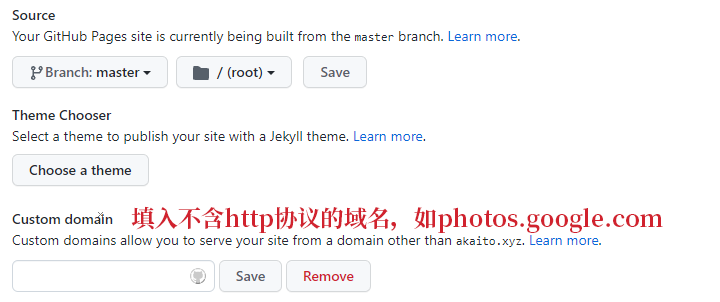 Source
Your GitHub Pages site is currently being built from the master branch. Learn more.
Branch: master / (root) Save
Theme Chooser
Select a theme to publish your site with a Jekyll theme. Learn more.
Choose a theme
Custom domain 填入不含http协议的域名，如photos.google.com
Custom domains allow you to serve your site from a domain other than akaito.xyz. Learn more.
Save Remove